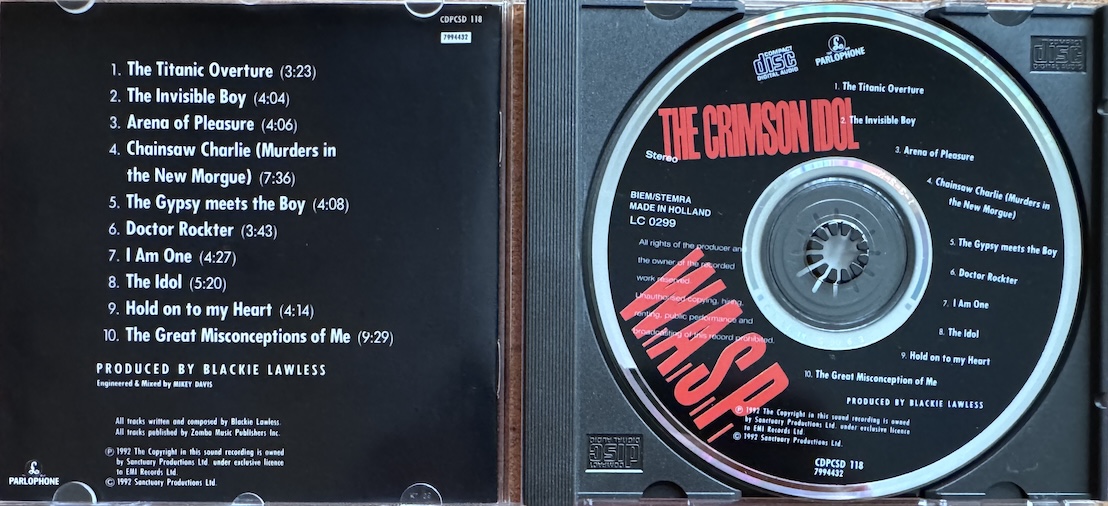 CDPCSD 118
7994432
1. The Titanic Overture (3:23)
2. The Invisible Boy (4:04)
3. Arena of Pleasure (4:06)
4. Chainsaw Charlie (Murders in
the New Morgue) (7:36)
5. The Gypsy meets the Boy (4:08)
6. Doctor Rockter (3:43)
7. I Am One (4:27)
8. The Idol (5:20)
9. Hold on to my Heart (4:14)
10. The Great Misconceptions of Me (9:29)
PRODUCED BY BLACKIE LAWLESS
Engineered & Mixed by MIKEY DAVIS
All tracks written and composed by Blackie Lawless.
All tracks published by Zomba Music Publishers Inc.
Ⓟ 1992 The Copyright in this sound recording is owned
by Sanctuary Productions Ltd. under exclusive licence
to EMI Records Ltd.
© 1992 Sanctuary Productions Ltd.
PARLOPHONE
COMPACT
disc
DIGITAL AUDIO
PARLOPHONE
THE CRIMSON IDOL
Stereo
BIEM/STEMRA
MADE IN HOLLAND
LC 0299
All rights of the producer and
the owner of the recorded
work reserved.
Unauthorised copying, hiring,
renting, public performance and
broadcasting of this record prohibited.
W.A.S.P.
1. The Titanic Overture
2. The Invisible Boy
3. Arena of Pleasure
4. Chainsaw Charlie (Murders in
the New Morgue)
5. The Gypsy meets the Boy
6. Doctor Rockter
7. I Am One
8. The Idol
9. Hold on to my Heart
10. The Great Misconception of Me
PRODUCED BY BLACKIE LAWLESS
Ⓟ 1992 The Copyright in this sound recording is owned
by Sanctuary Productions Ltd. under exclusive licence
to EMI Records Ltd
© 1992 Sanctuary Productions Ltd.
CDPCSD 118
7994432
COMPACT
disc
DIGITAL AUDIO
COMPACT
disc
DIGITAL AUDIO